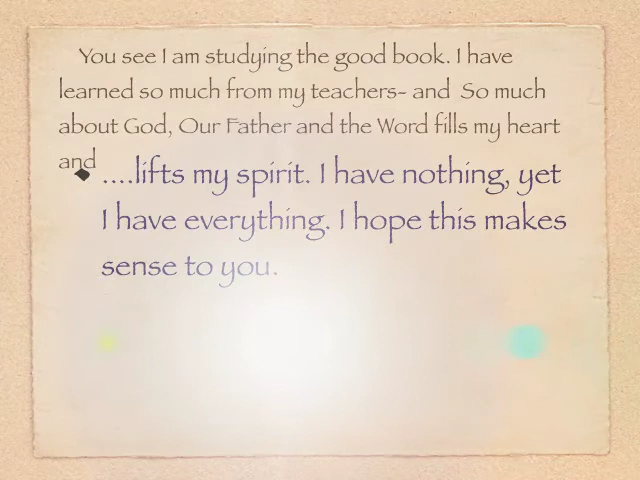 You see I am studying the good book. I have
learned so much from my teachers- and So much
about God, Our Father and the Word fills my heart
and
....lifts my spirit. I have nothing, yet
I have everything. I hope this makes
sense to you.